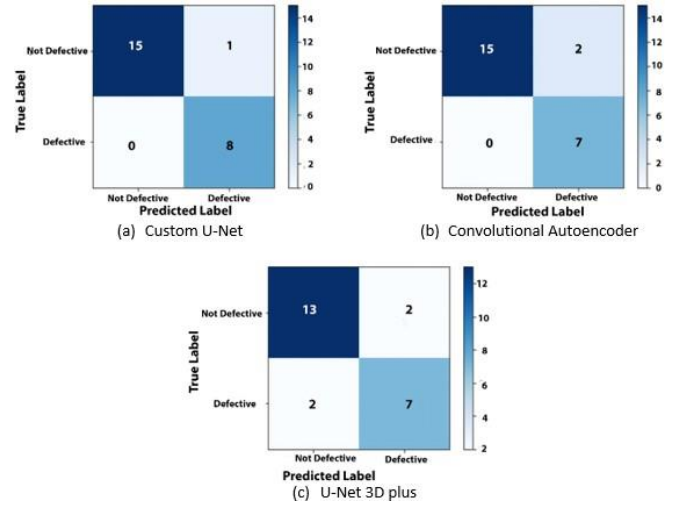 Not Defective
15
1
True Label
Defective
0
8
Not Defective
Defective
Predicted Label
14
12
10
8
6
4
2
0
(a) Custom U-Net
Not Defective
15
2
True Label
Defective
0
7
Not Defective
Defective
Predicted Label
14
12
10
8
6
4
2
0
(b) Convolutional Autoencoder
Not Defective
13
2
True Label
Defective
2
7
Not Defective
Defective
Predicted Label
12
10
8
6
4
2
(c) U-Net 3D plus